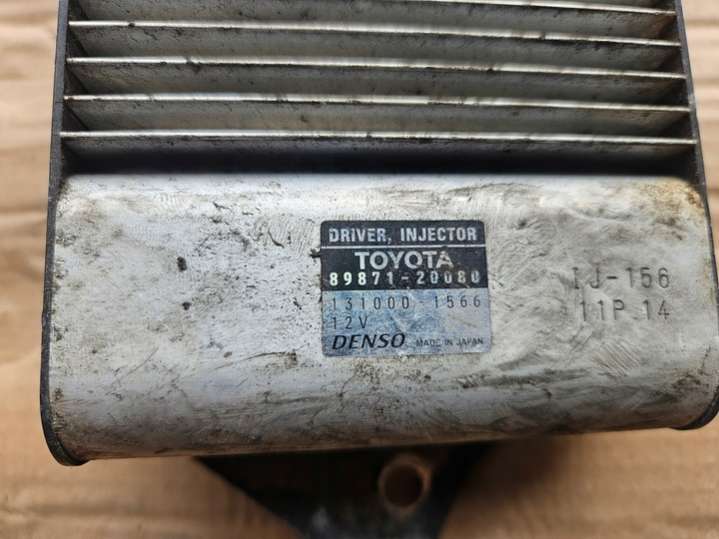 DRIVER, INJECTOR
TOYOTA
89871-20080
131000 1566
12V
DENSO MADE IN JAPAN
IJ-156
11P 14